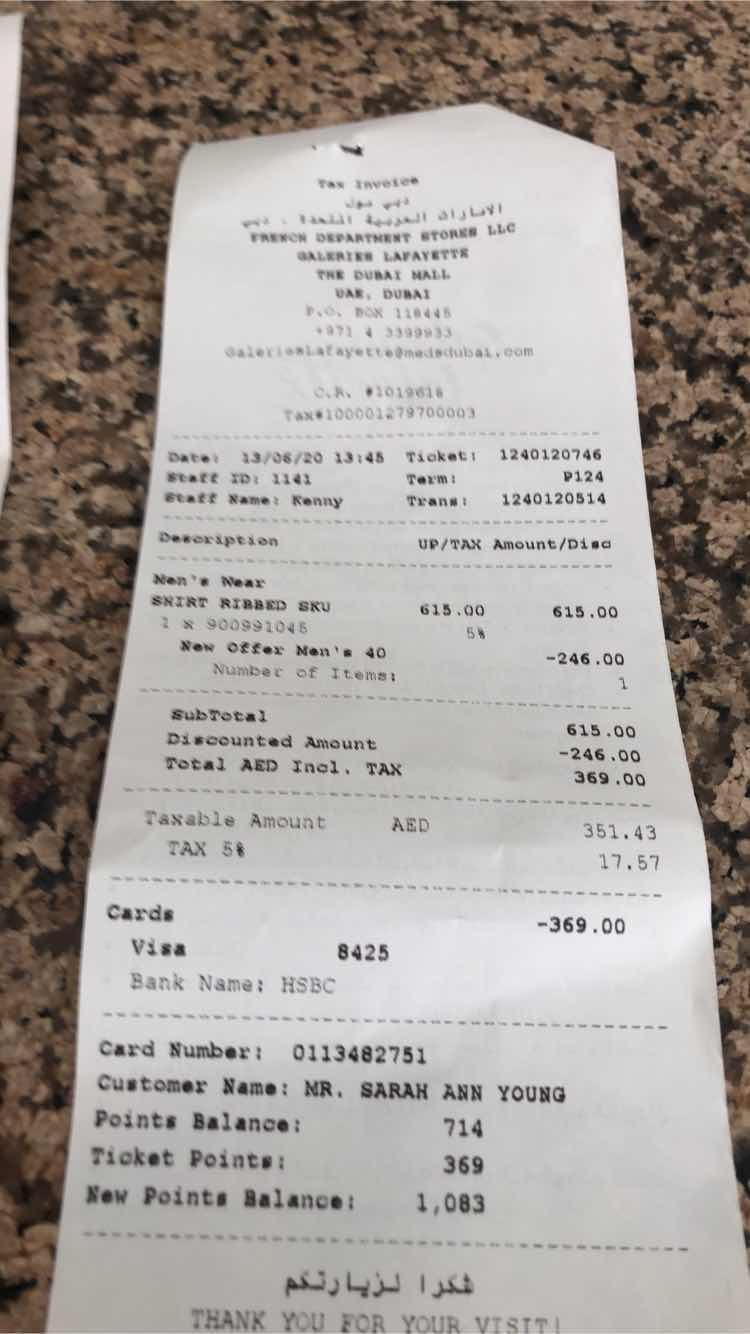 Tax Invoice
دبي مول
الامارات العربية المتحدة ، دبي
FRENCH DEPARTMENT STORES LLC
GALERIES LAFAYETTE
THE DUBAI MALL
UAE, DUBAI
P.O. BOX 118445
+971 4 3399933
GaleriesLafayette@medsdubai.com
C.R. #1019618
Tax#100001279700003
Date: 13/06/20 13:45 Ticket: 1240120746
Staff ID: 1141 Term: P124
Staff Name: Kenny Trans: 1240120514
Description UP/TAX Amount/Disc
Men's Wear
SHIRT RIBBED SKU 615.00 615.00
1 x 900991045 5%
New Offer Men's 40 -246.00
Number of Items: 1
SubTotal 615.00
Discounted Amount -246.00
Total AED Incl. TAX 369.00
Taxable Amount AED 351.43
TAX 5% 17.57
Cards -369.00
Visa 8425
Bank Name: HSBC
Card Number: 0113482751
Customer Name: MR. SARAH ANN YOUNG
Points Balance: 714
Ticket Points: 369
New Points Balance: 1,083
شكرا لزيارتكم
THANK YOU FOR YOUR VISIT!